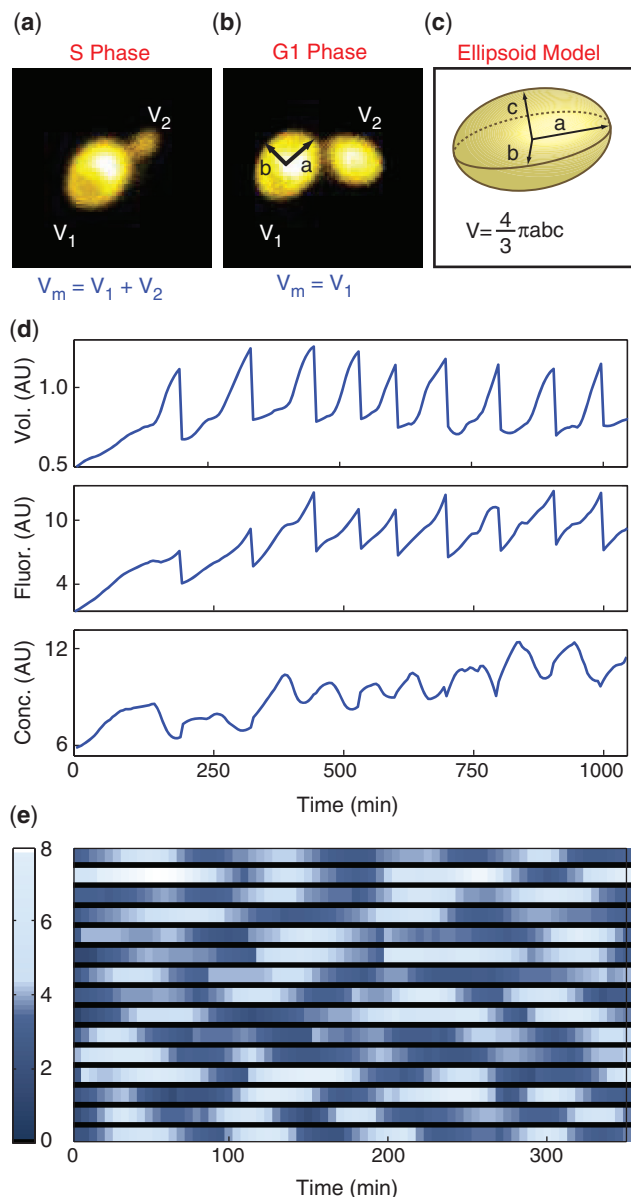 (a)
S Phase
V2
V1
Vm = V1 + V2
(b)
G1 Phase
V2
b
a
V1
Vm = V1
(c)
Ellipsoid Model
c
a
b
V=4/3 πabc
(d)
Vol. (AU)
1.0
0.5
Fluor. (AU)
10
4
Conc. (AU)
12
6
0 250 500 750 1000
Time (min)
(e)
8
6
4
2
0
0 100 200 300
Time (min)